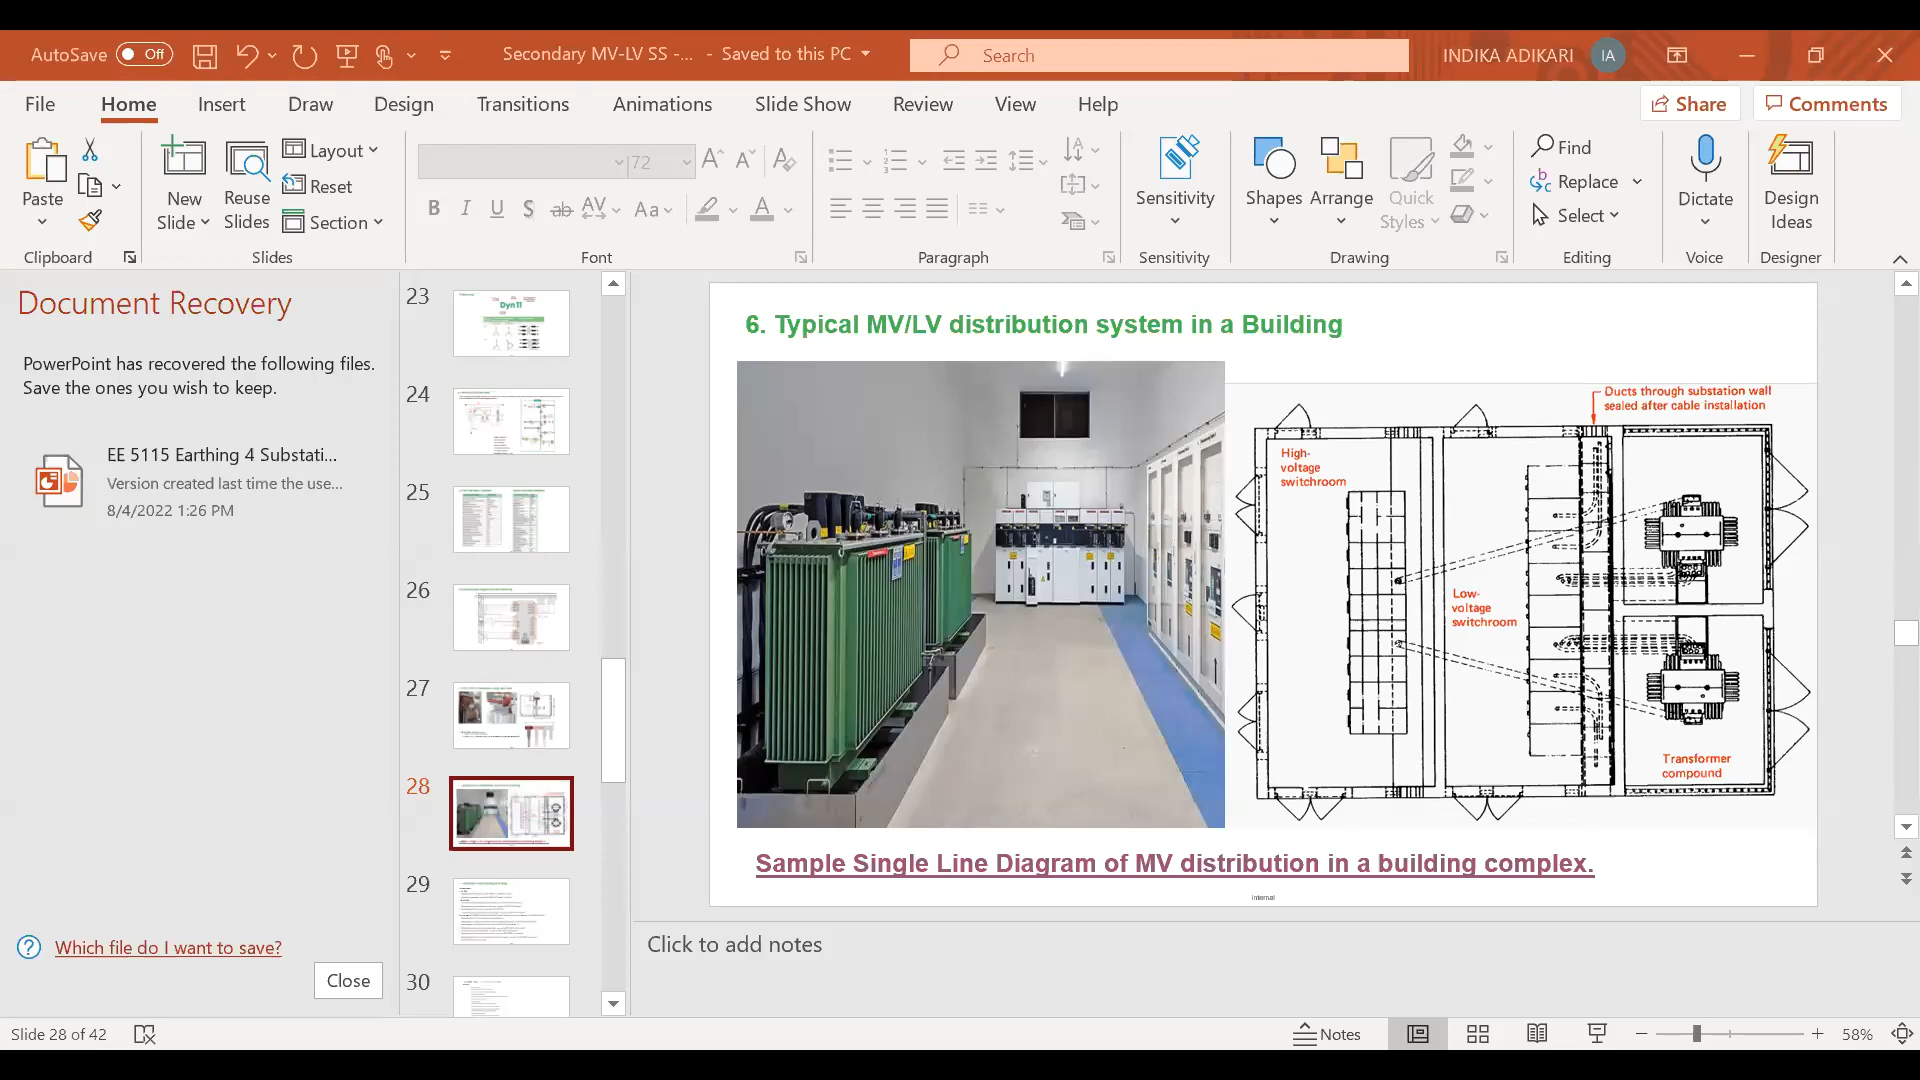 AutoSave Off
Secondary MV-LV SS -... - Saved to this PC
Search
INDIKA ADIKARI IA
File Home Insert Draw Design Transitions Animations Slide Show Review View Help
Share Comments
Paste
Clipboard
New Slide
Reuse Slides
Layout
Reset
Section
Slides
72
Font
Paragraph
Sensitivity
Sensitivity
Shapes
Arrange
Quick Styles
Drawing
Find
Replace
Select
Editing
Dictate
Voice
Design Ideas
Designer
Document Recovery
PowerPoint has recovered the following files.
Save the ones you wish to keep.
EE 5115 Earthing 4 Substati...
Version created last time the use...
8/4/2022 1:26 PM
Which file do I want to save?
Close
23
Dyn11
24
25
26
27
28
29
30
6. Typical MV/LV distribution system in a Building
Ducts through substation wall
sealed after cable installation
High-
voltage
switchroom
Low-
voltage
switchroom
Transformer
compound
Sample Single Line Diagram of MV distribution in a building complex.
Internal
Click to add notes
Slide 28 of 42
Notes
58%